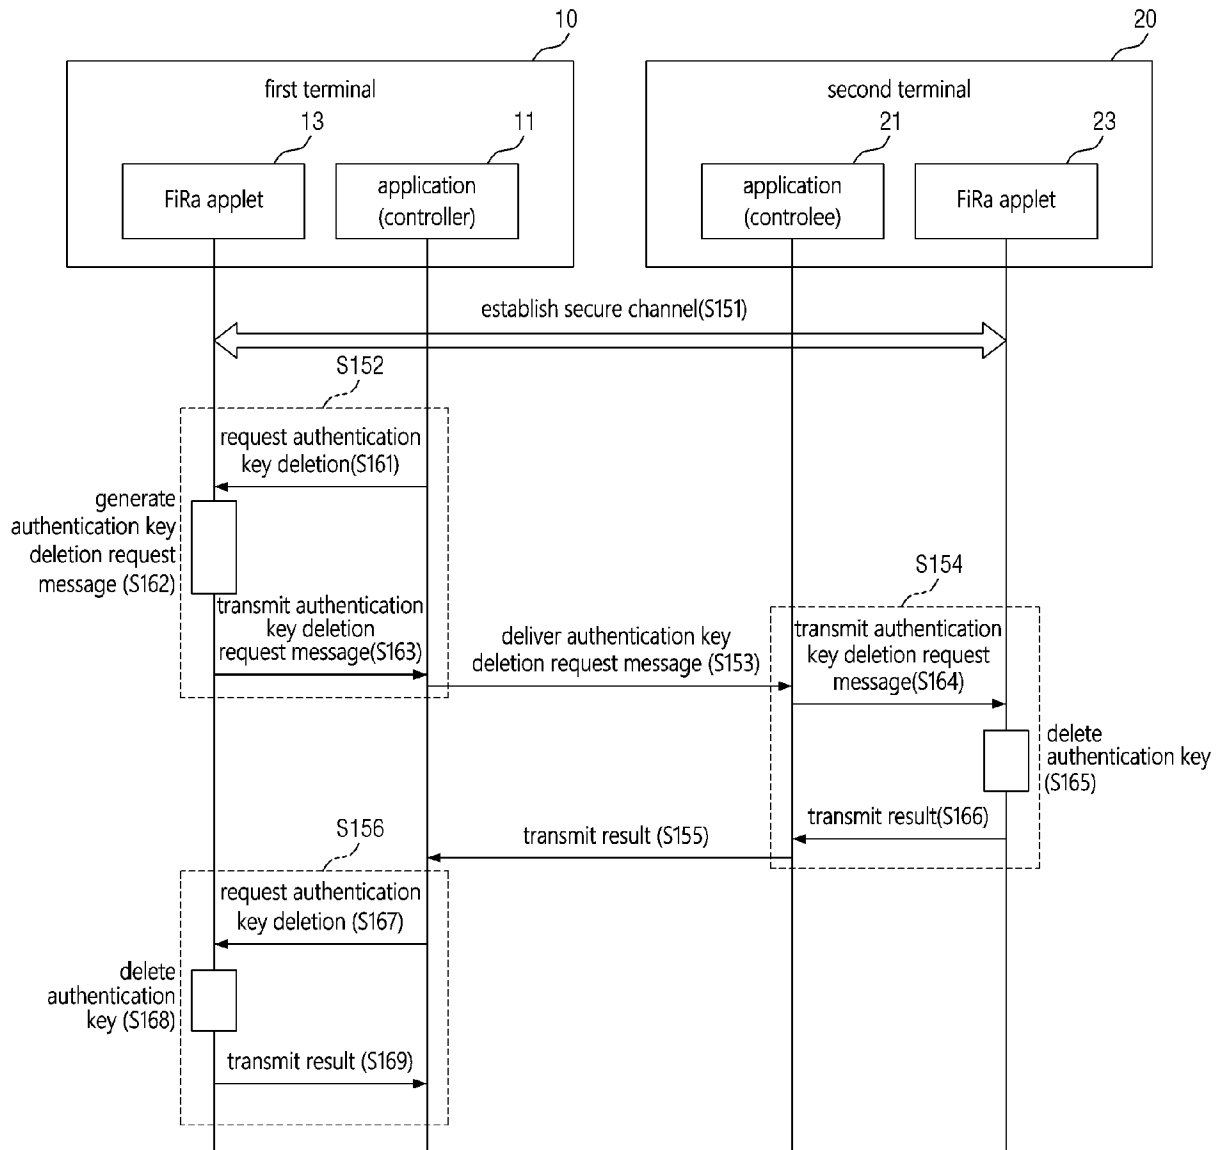 10
20
first terminal
second terminal
13
11
21
23
FiRa applet
application
(controller)
application
(controlee)
FiRa applet
establish secure channel(S151)
S152
request authentication
key deletion(S161)
generate
authentication key
deletion request
message (S162)
transmit authentication
key deletion
request message(S163)
deliver authentication key
deletion request message (S153)
S154
transmit authentication
key deletion request
message(S164)
delete
authentication key
(S165)
transmit result(S166)
transmit result (S155)
S156
request authentication
key deletion (S167)
delete
authentication
key (S168)
transmit result (S169)